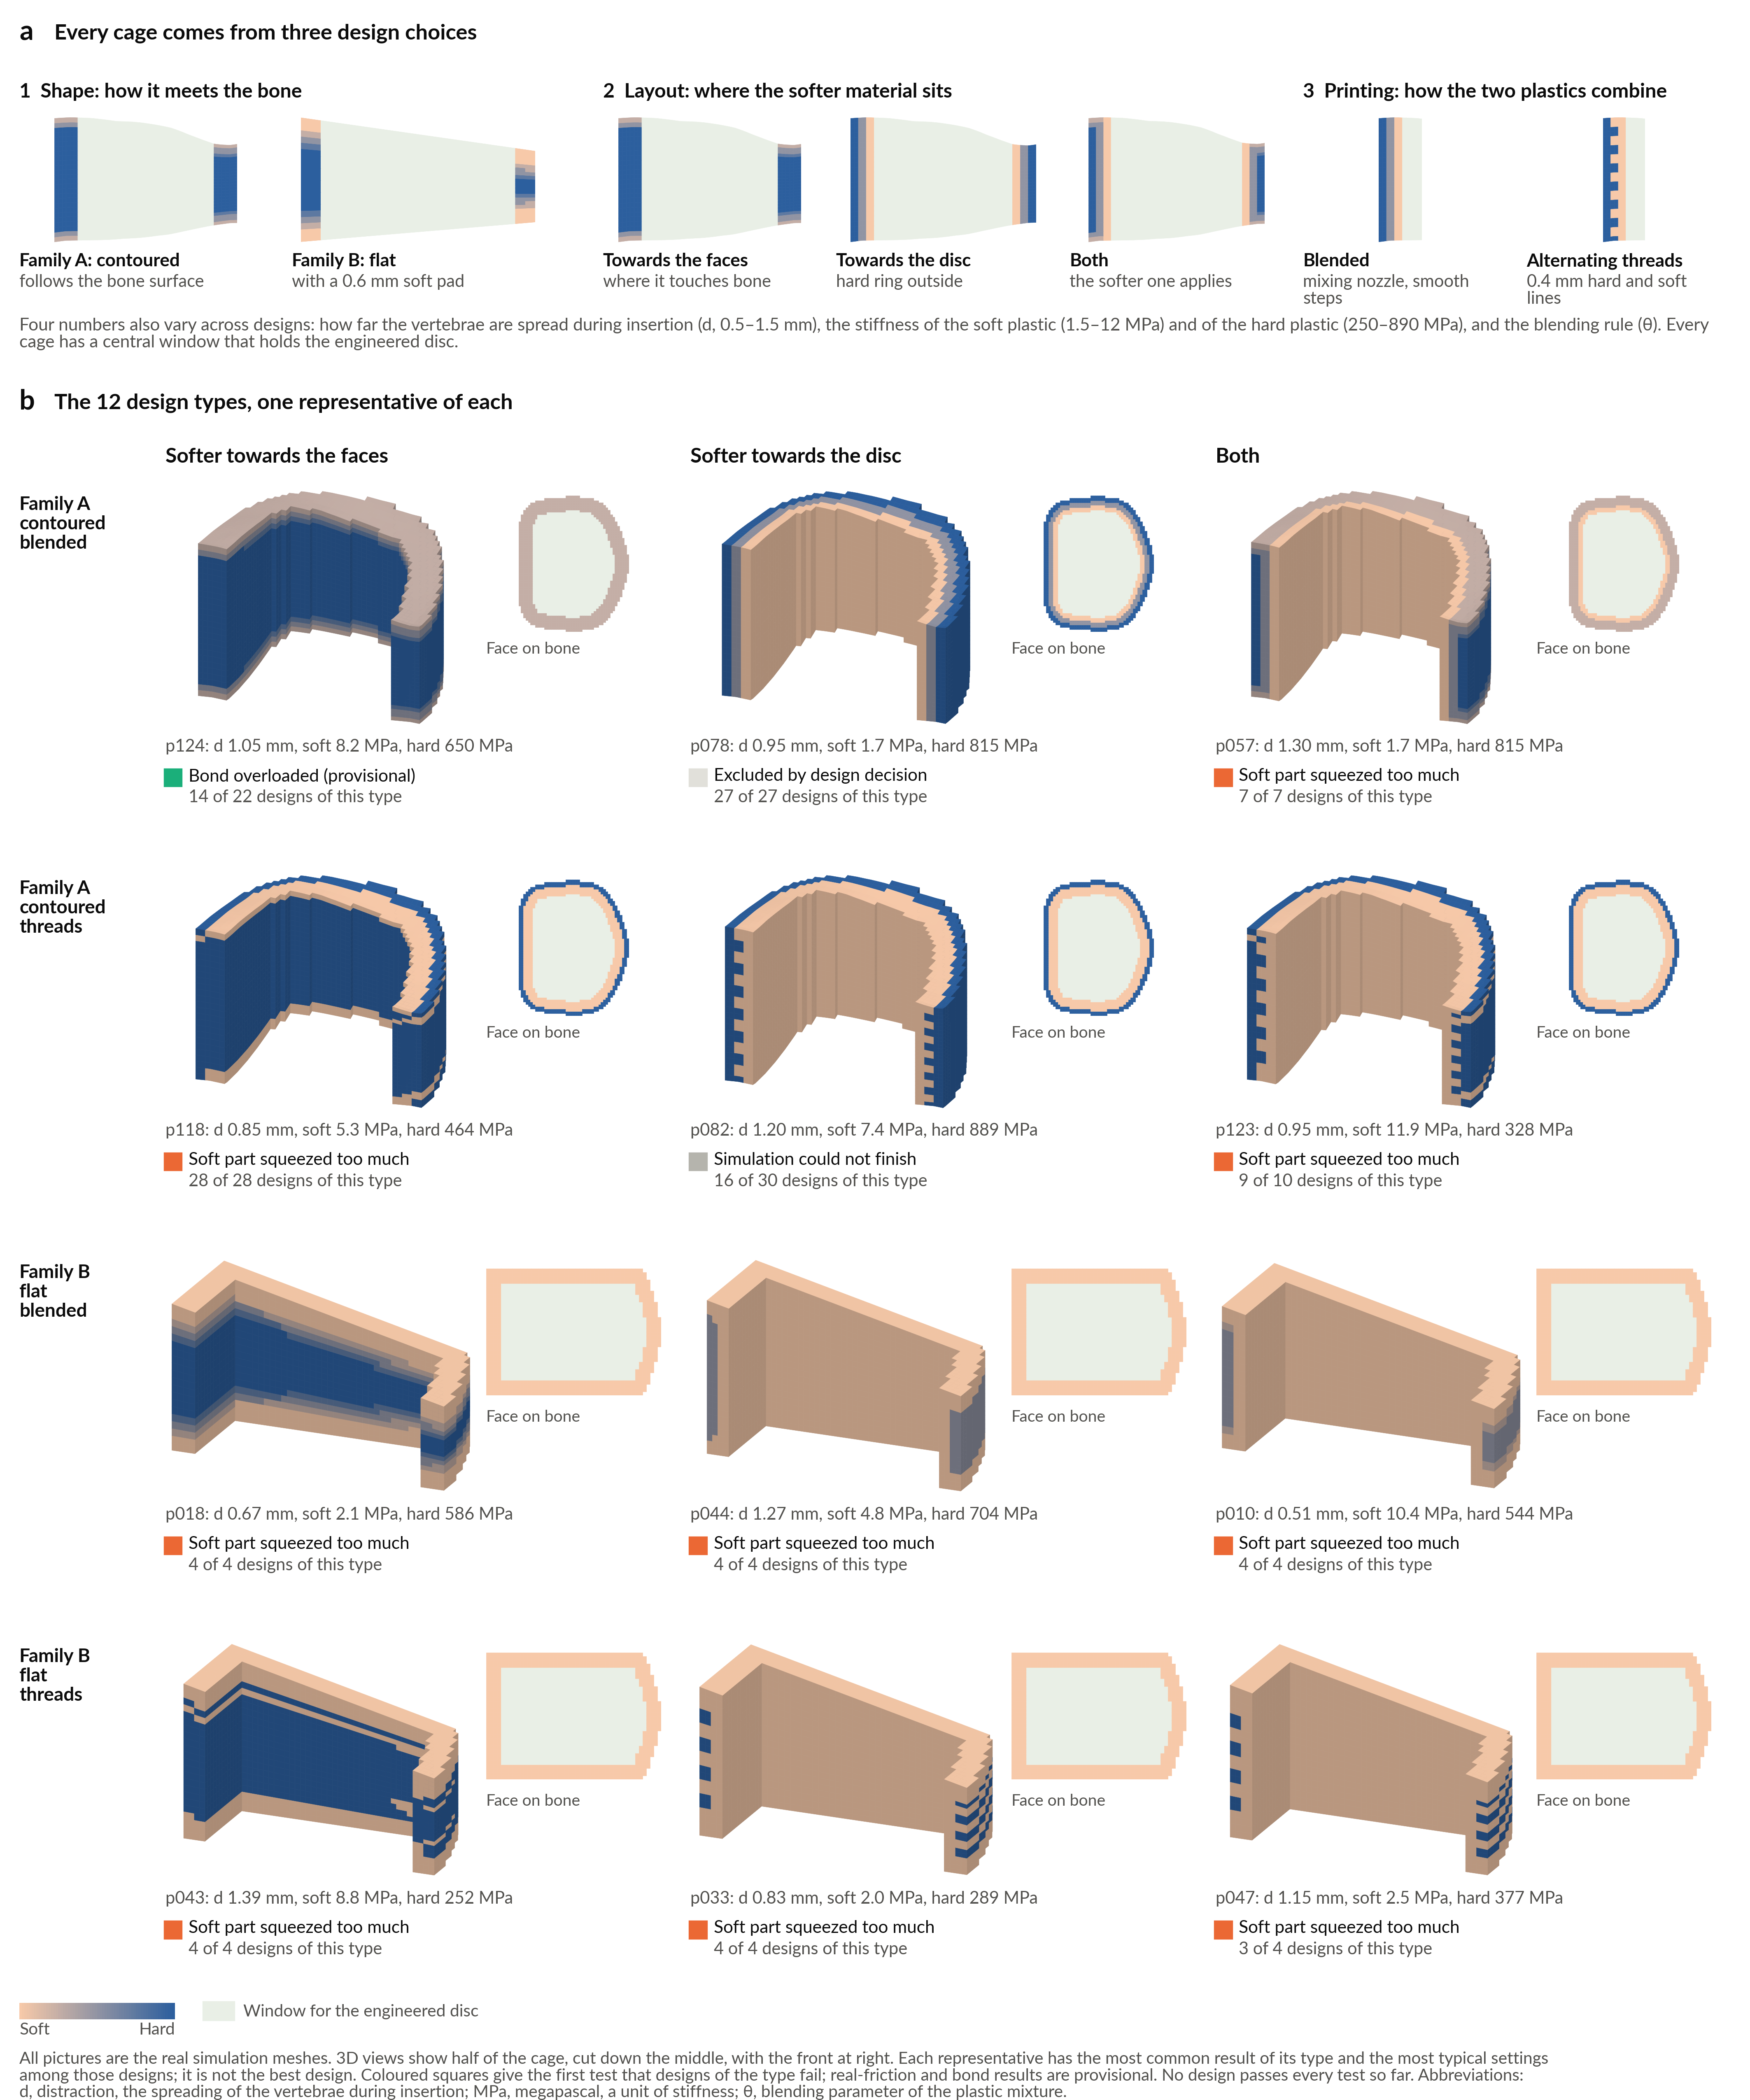 a Every cage comes from three design choices
1 Shape: how it meets the bone
2 Layout: where the softer material sits
3 Printing: how the two plastics combine
Family A: contoured
follows the bone surface
Family B: flat
with a 0.6 mm soft pad
Towards the faces
where it touches bone
Towards the disc
hard ring outside
Both
the softer one applies
Blended
mixing nozzle, smooth
steps
Alternating threads
0.4 mm hard and soft
lines
Four numbers also vary across designs: how far the vertebrae are spread during insertion (d, 0.5–1.5 mm), the stiffness of the soft plastic (1.5–12 MPa) and of the hard plastic (250–890 MPa), and the blending rule (θ). Every
cage has a central window that holds the engineered disc.
b The 12 design types, one representative of each
Softer towards the faces
Softer towards the disc
Both
Family A
contoured
blended
Face on bone
Face on bone
Face on bone
p124: d 1.05 mm, soft 8.2 MPa, hard 650 MPa
p078: d 0.95 mm, soft 1.7 MPa, hard 815 MPa
p057: d 1.30 mm, soft 1.7 MPa, hard 815 MPa
Bond overloaded (provisional)
14 of 22 designs of this type
Excluded by design decision
27 of 27 designs of this type
Soft part squeezed too much
7 of 7 designs of this type
Family A
contoured
threads
Face on bone
Face on bone
Face on bone
p118: d 0.85 mm, soft 5.3 MPa, hard 464 MPa
p082: d 1.20 mm, soft 7.4 MPa, hard 889 MPa
p123: d 0.95 mm, soft 11.9 MPa, hard 328 MPa
Soft part squeezed too much
28 of 28 designs of this type
Simulation could not finish
16 of 30 designs of this type
Soft part squeezed too much
9 of 10 designs of this type
Family B
flat
blended
Face on bone
Face on bone
Face on bone
p018: d 0.67 mm, soft 2.1 MPa, hard 586 MPa
p044: d 1.27 mm, soft 4.8 MPa, hard 704 MPa
p010: d 0.51 mm, soft 10.4 MPa, hard 544 MPa
Soft part squeezed too much
4 of 4 designs of this type
Soft part squeezed too much
4 of 4 designs of this type
Soft part squeezed too much
4 of 4 designs of this type
Family B
flat
threads
Face on bone
Face on bone
Face on bone
p043: d 1.39 mm, soft 8.8 MPa, hard 252 MPa
p033: d 0.83 mm, soft 2.0 MPa, hard 289 MPa
p047: d 1.15 mm, soft 2.5 MPa, hard 377 MPa
Soft part squeezed too much
4 of 4 designs of this type
Soft part squeezed too much
4 of 4 designs of this type
Soft part squeezed too much
3 of 4 designs of this type
Soft Hard
Window for the engineered disc
All pictures are the real simulation meshes. 3D views show half of the cage, cut down the middle, with the front at right. Each representative has the most common result of its type and the most typical settings
among those designs; it is not the best design. Coloured squares give the first test that designs of the type fail; real-friction and bond results are provisional. No design passes every test so far. Abbreviations:
d, distraction, the spreading of the vertebrae during insertion; MPa, megapascal, a unit of stiffness; θ, blending parameter of the plastic mixture.